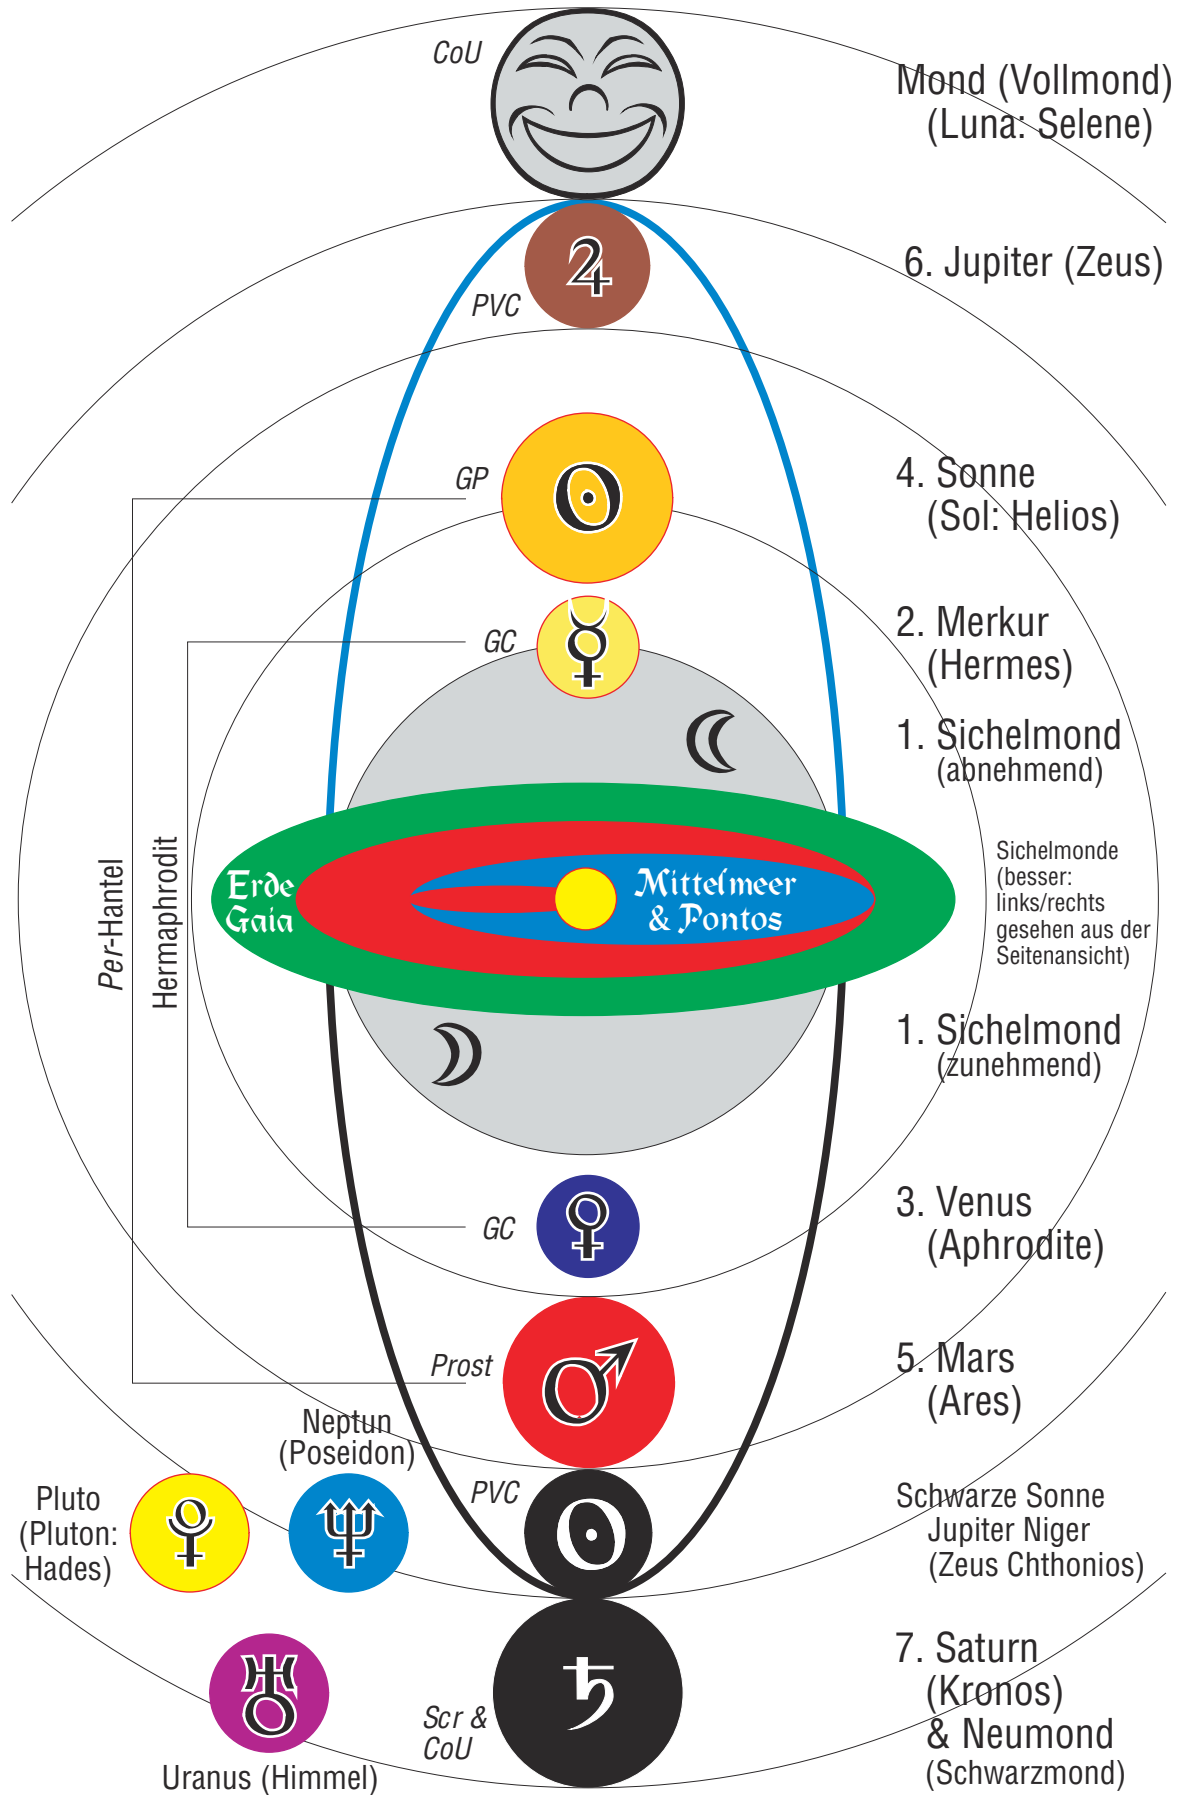 CoU
Mond (Vollmond)
(Luna: Selene)
6. Jupiter (Zeus)
PVC
GP
4. Sonne
(Sol: Helios)
GC
2. Merkur
(Hermes)
1. Sichelmond
(abnehmend)
Per-Hantel
Hermaphrodit
Erde
Gaia
Mittelmeer
& Pontos
Sichelmonde
(besser:
links/rechts
gesehen aus der
Seitenansicht)
1. Sichelmond
(zunehmend)
GC
3. Venus
(Aphrodite)
Prost
5. Mars
(Ares)
Neptun
(Poseidon)
Pluto
(Pluton:
Hades)
PVC
Schwarze Sonne
Jupiter Niger
(Zeus Chthonios)
7. Saturn
(Kronos)
& Neumond
(Schwarzmond)
Scr &
CoU
Uranus (Himmel)